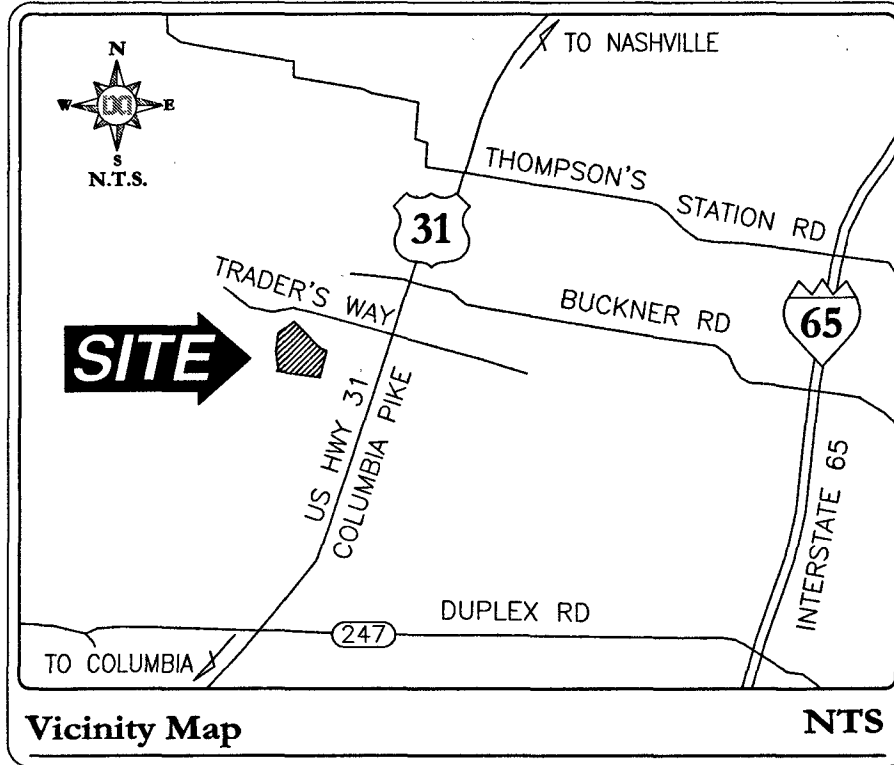 TO NASHVILLE
N
W
E
S
N.T.S.
THOMPSON'S
STATION RD
31
TRADER'S WAY
BUCKNER RD
65
SITE
US HWY 31
COLUMBIA PIKE
INTERSTATE 65
DUPLEX RD
247
TO COLUMBIA
Vicinity Map
NTS